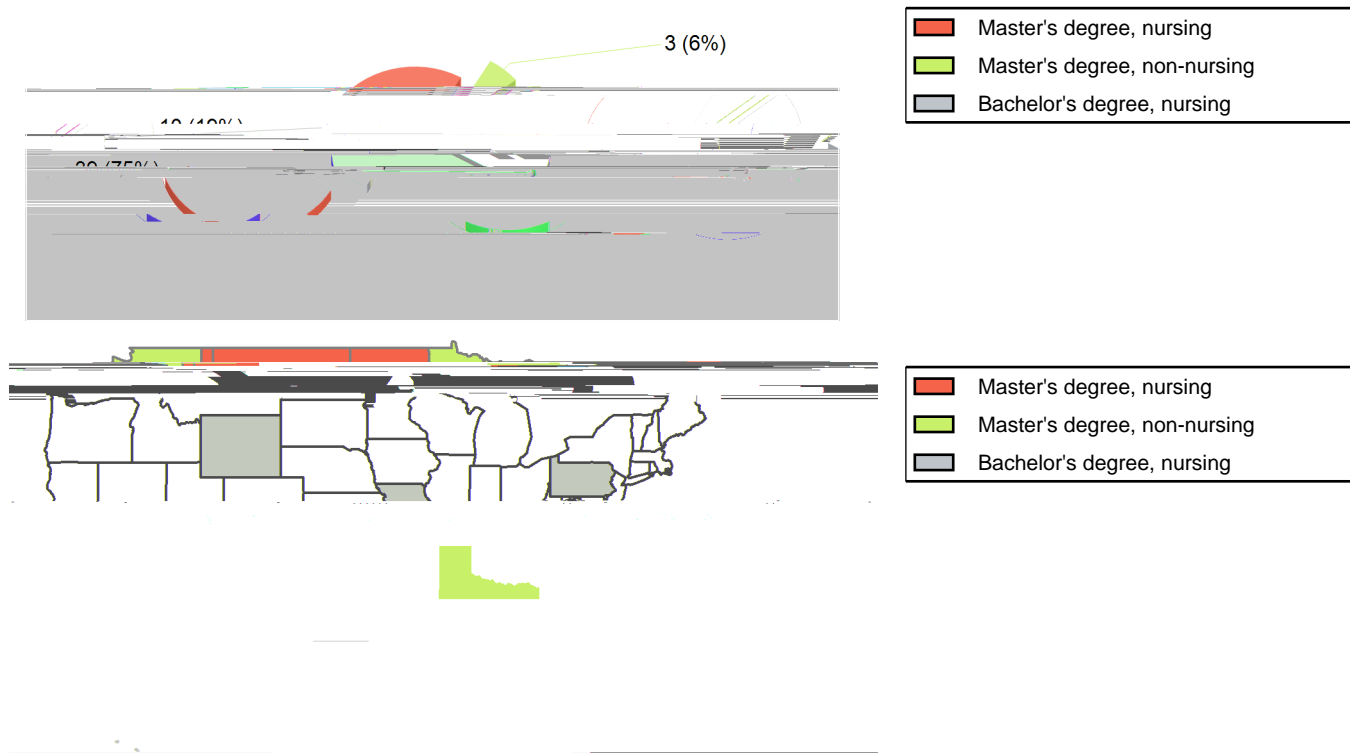 3 (6%)
Master's degree, nursing
Master's degree, non-nursing
Bachelor's degree, nursing
Master's degree, nursing
Master's degree, non-nursing
Bachelor's degree, nursing